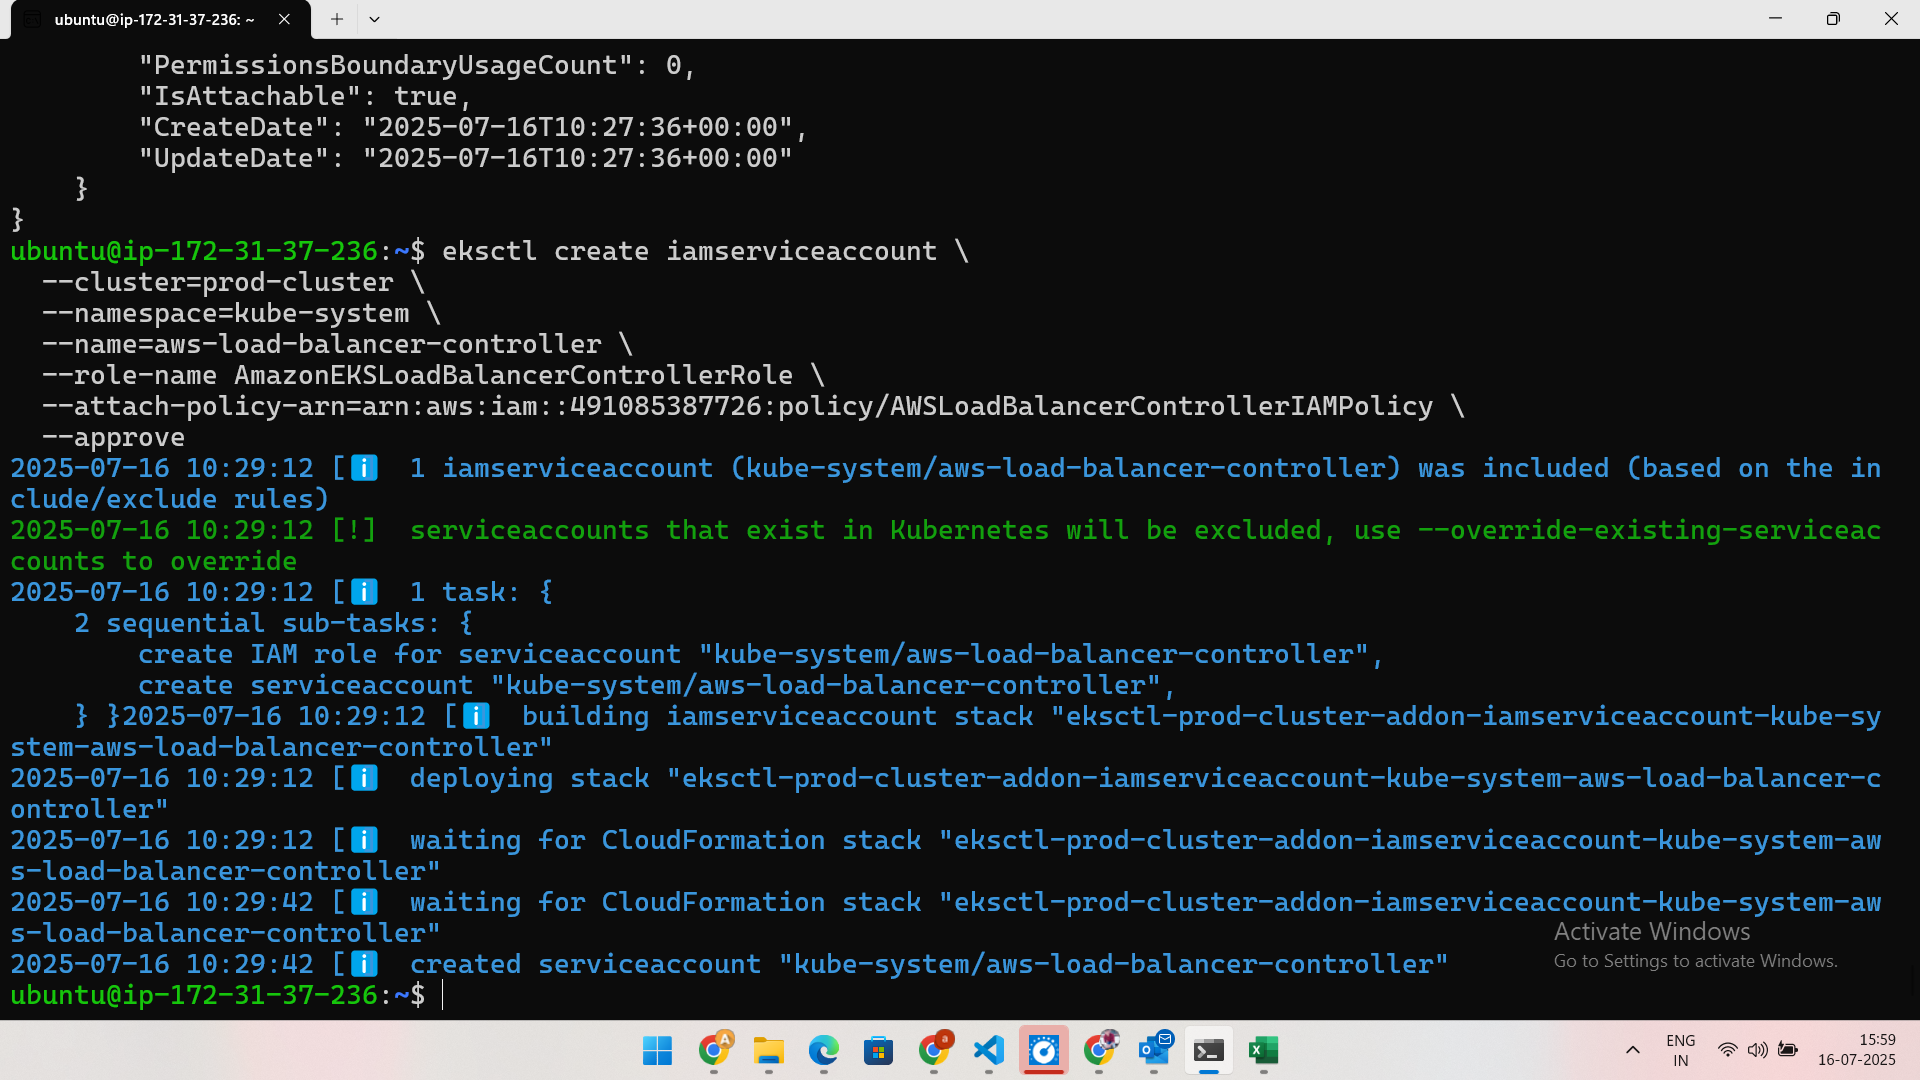 ubuntu@ip-172-31-37-236: ~
"PermissionsBoundaryUsageCount": 0,
"IsAttachable": true,
"CreateDate": "2025-07-16T10:27:36+00:00",
"UpdateDate": "2025-07-16T10:27:36+00:00"
}
}
ubuntu@ip-172-31-37-236:~$ eksctl create iamserviceaccount \
--cluster=prod-cluster \
--namespace=kube-system \
--name=aws-load-balancer-controller \
--role-name AmazonEKSLoadBalancerControllerRole \
--attach-policy-arn=arn:aws:iam::491085387726:policy/AWSLoadBalancerControllerIAMPolicy \
--approve
2025-07-16 10:29:12 [ℹ️  1 iamserviceaccount (kube-system/aws-load-balancer-controller) was included (based on the in
clude/exclude rules)
2025-07-16 10:29:12 [!]  serviceaccounts that exist in Kubernetes will be excluded, use --override-existing-serviceac
counts to override
2025-07-16 10:29:12 [ℹ️  1 task: {
2 sequential sub-tasks: {
create IAM role for serviceaccount "kube-system/aws-load-balancer-controller",
create serviceaccount "kube-system/aws-load-balancer-controller",
} }2025-07-16 10:29:12 [ℹ️  building iamserviceaccount stack "eksctl-prod-cluster-addon-iamserviceaccount-kube-sy
stem-aws-load-balancer-controller"
2025-07-16 10:29:12 [ℹ️  deploying stack "eksctl-prod-cluster-addon-iamserviceaccount-kube-system-aws-load-balancer-c
ontroller"
2025-07-16 10:29:12 [ℹ️  waiting for CloudFormation stack "eksctl-prod-cluster-addon-iamserviceaccount-kube-system-aw
s-load-balancer-controller"
2025-07-16 10:29:42 [ℹ️  waiting for CloudFormation stack "eksctl-prod-cluster-addon-iamserviceaccount-kube-system-aw
s-load-balancer-controller"
2025-07-16 10:29:42 [ℹ️  created serviceaccount "kube-system/aws-load-balancer-controller"
ubuntu@ip-172-31-37-236:~$
Activate Windows
Go to Settings to activate Windows.
ENG
IN
15:59
16-07-2025